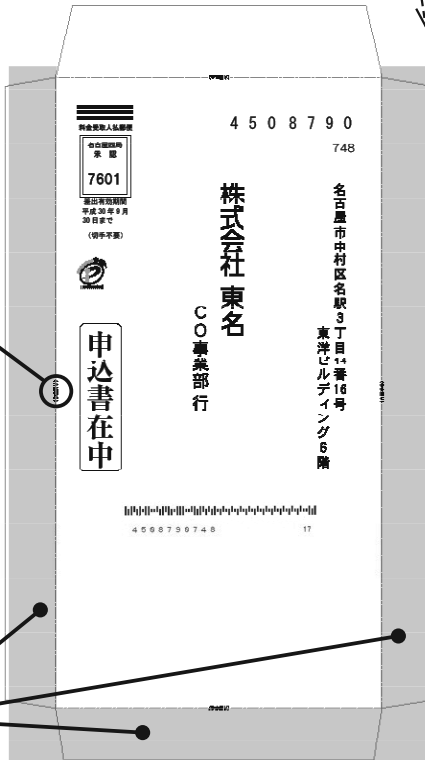 料金受取人払郵便
名古屋西局
承認
7601
差出有効期間
平成30年9月
30日まで
(切手不要)
4508790
748
名古屋市中村区名駅3丁目14番16号
東洋ビルディング6階
株式会社 東名
CO事業部 行
申込書在中
4508790748
17